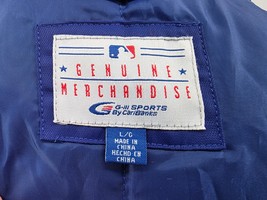 GENUINE
MERCHANDISE
G-III SPORTS
By Carl Banks
L/G
MADE IN
CHINA
HECHO EN
CHINA